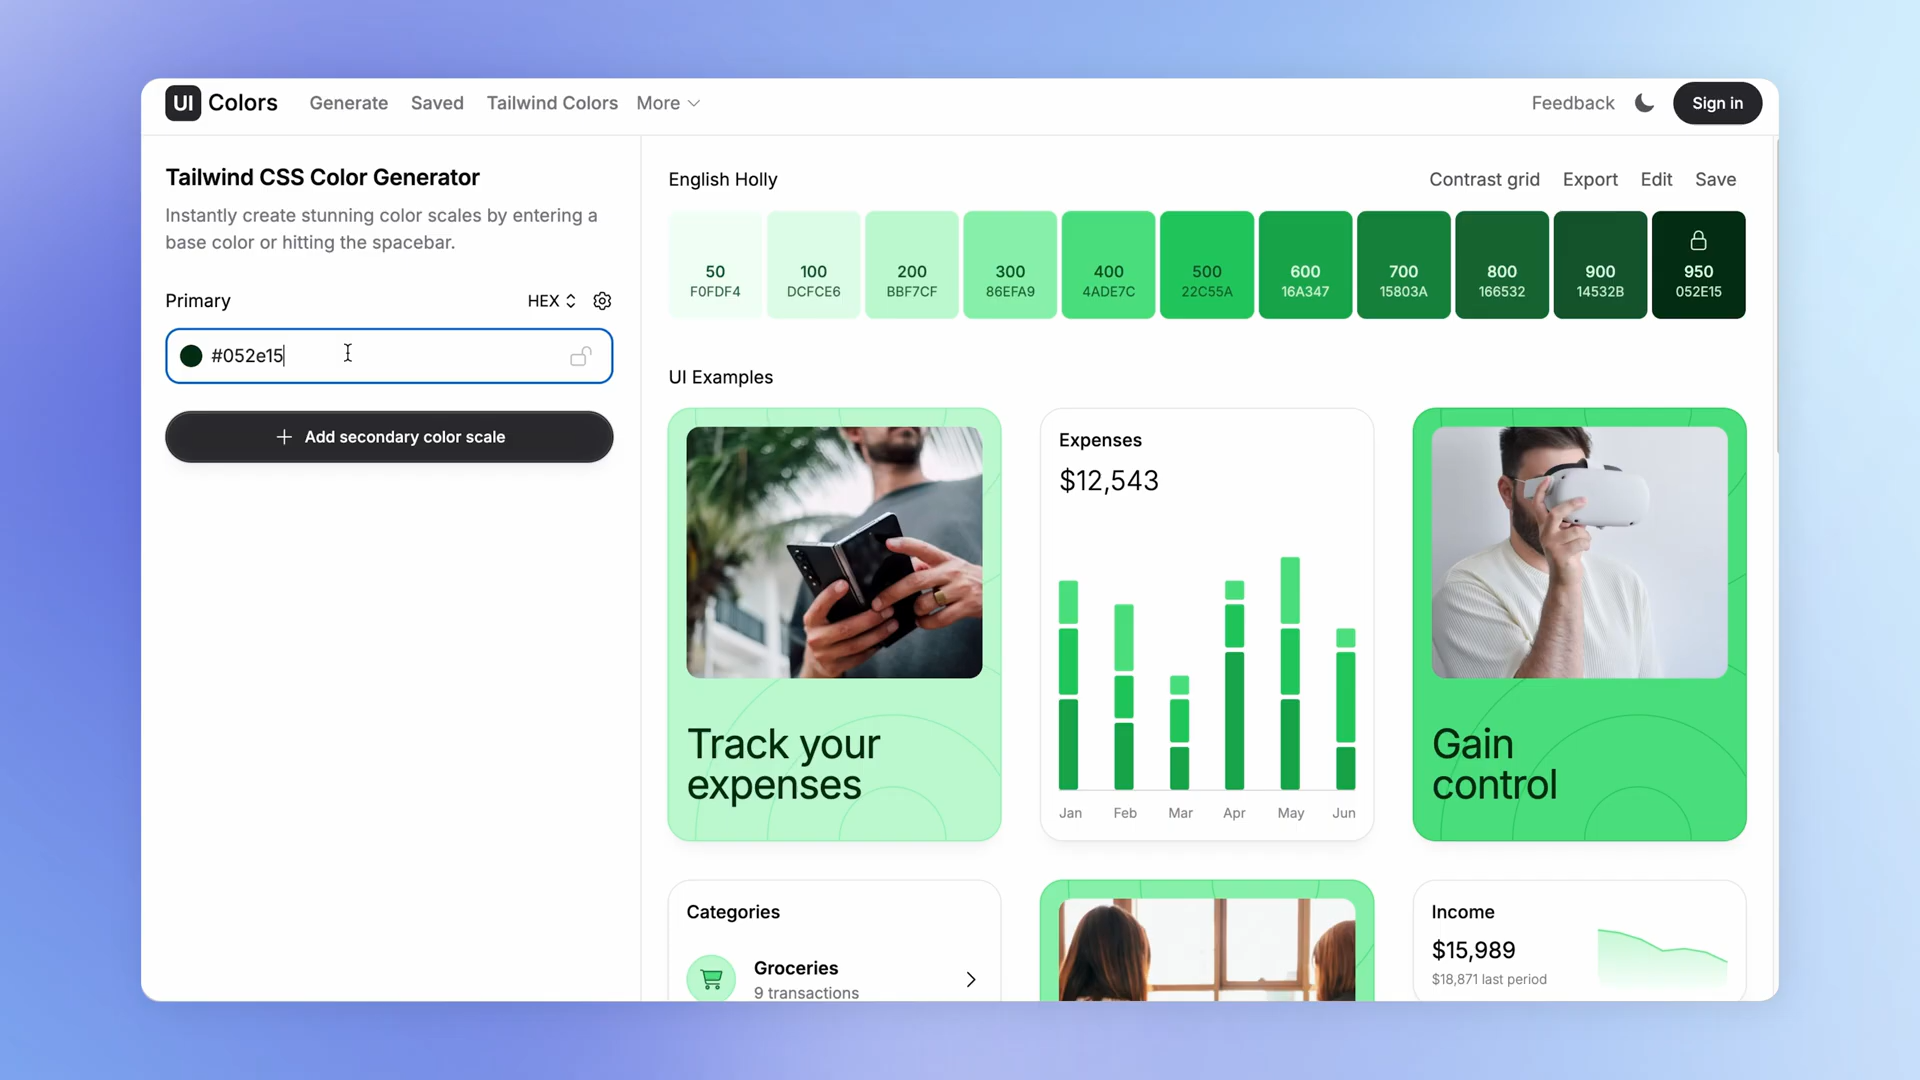 UI Colors
Generate
Saved
Tailwind Colors
More
Feedback
Sign in
Tailwind CSS Color Generator
Instantly create stunning color scales by entering a
base color or hitting the spacebar.
Primary
HEX
#052e15
Add secondary color scale
English Holly
Contrast grid
Export
Edit
Save
50
F0FDF4
100
DCFCE6
200
BBF7CF
300
86EFA9
400
4ADE7C
500
22C55A
600
16A347
700
15803A
800
166532
900
14532B
950
052E15
UI Examples
Track your
expenses
Expenses
$12,543
Jan
Feb
Mar
Apr
May
Jun
Gain
control
Categories
Groceries
9 transactions
Income
$15,989
$18,871 last period